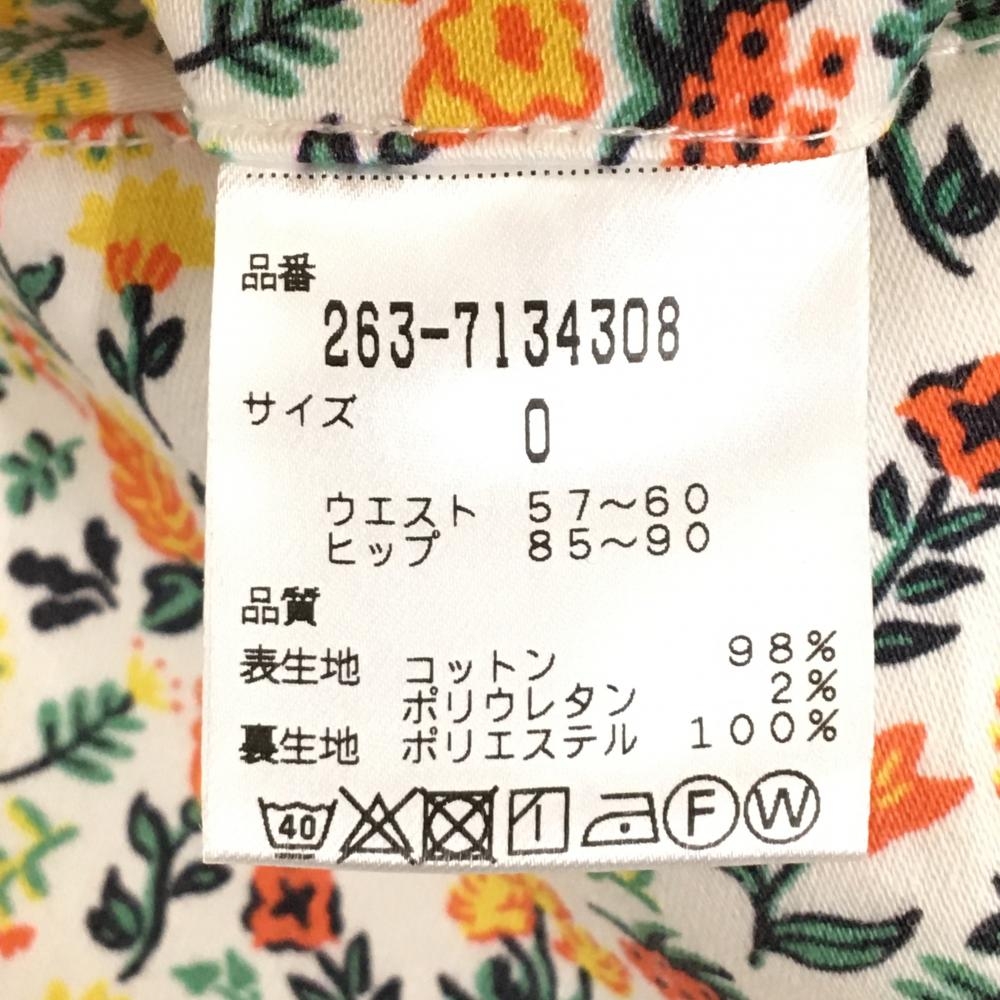 品番
263-7134308
サイズ 0
ウエスト 57～60
ヒップ 85～90
品質
表生地 コットン 98%
ポリウレタン 2%
裏生地 ポリエステル 100%
40 F W